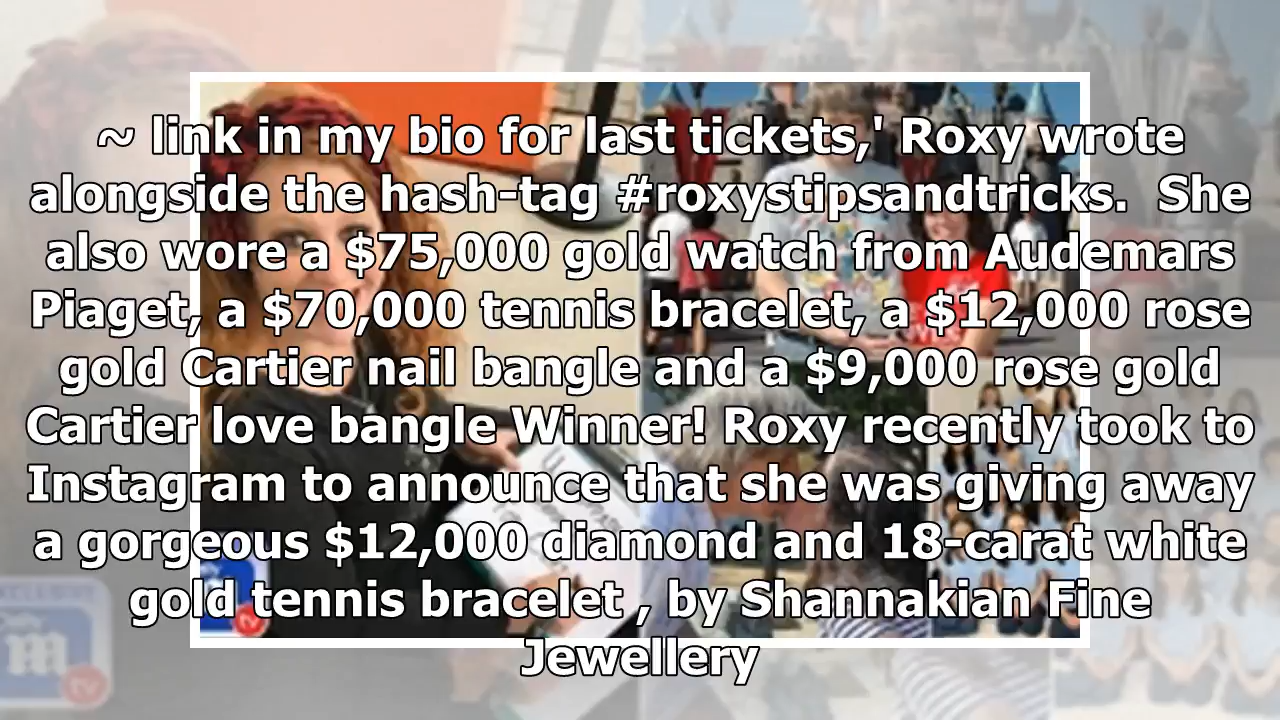 ~ link in my bio for last tickets,' Roxy wrote
alongside the hash-tag #roxystipsandtricks.  She
also wore a $75,000 gold watch from Audemars
Piaget, a $70,000 tennis bracelet, a $12,000 rose
gold Cartier nail bangle and a $9,000 rose gold
Cartier love bangle Winner! Roxy recently took to
Instagram to announce that she was giving away
a gorgeous $12,000 diamond and 18-carat white
gold tennis bracelet , by Shannakian Fine
Jewellery
m
tv